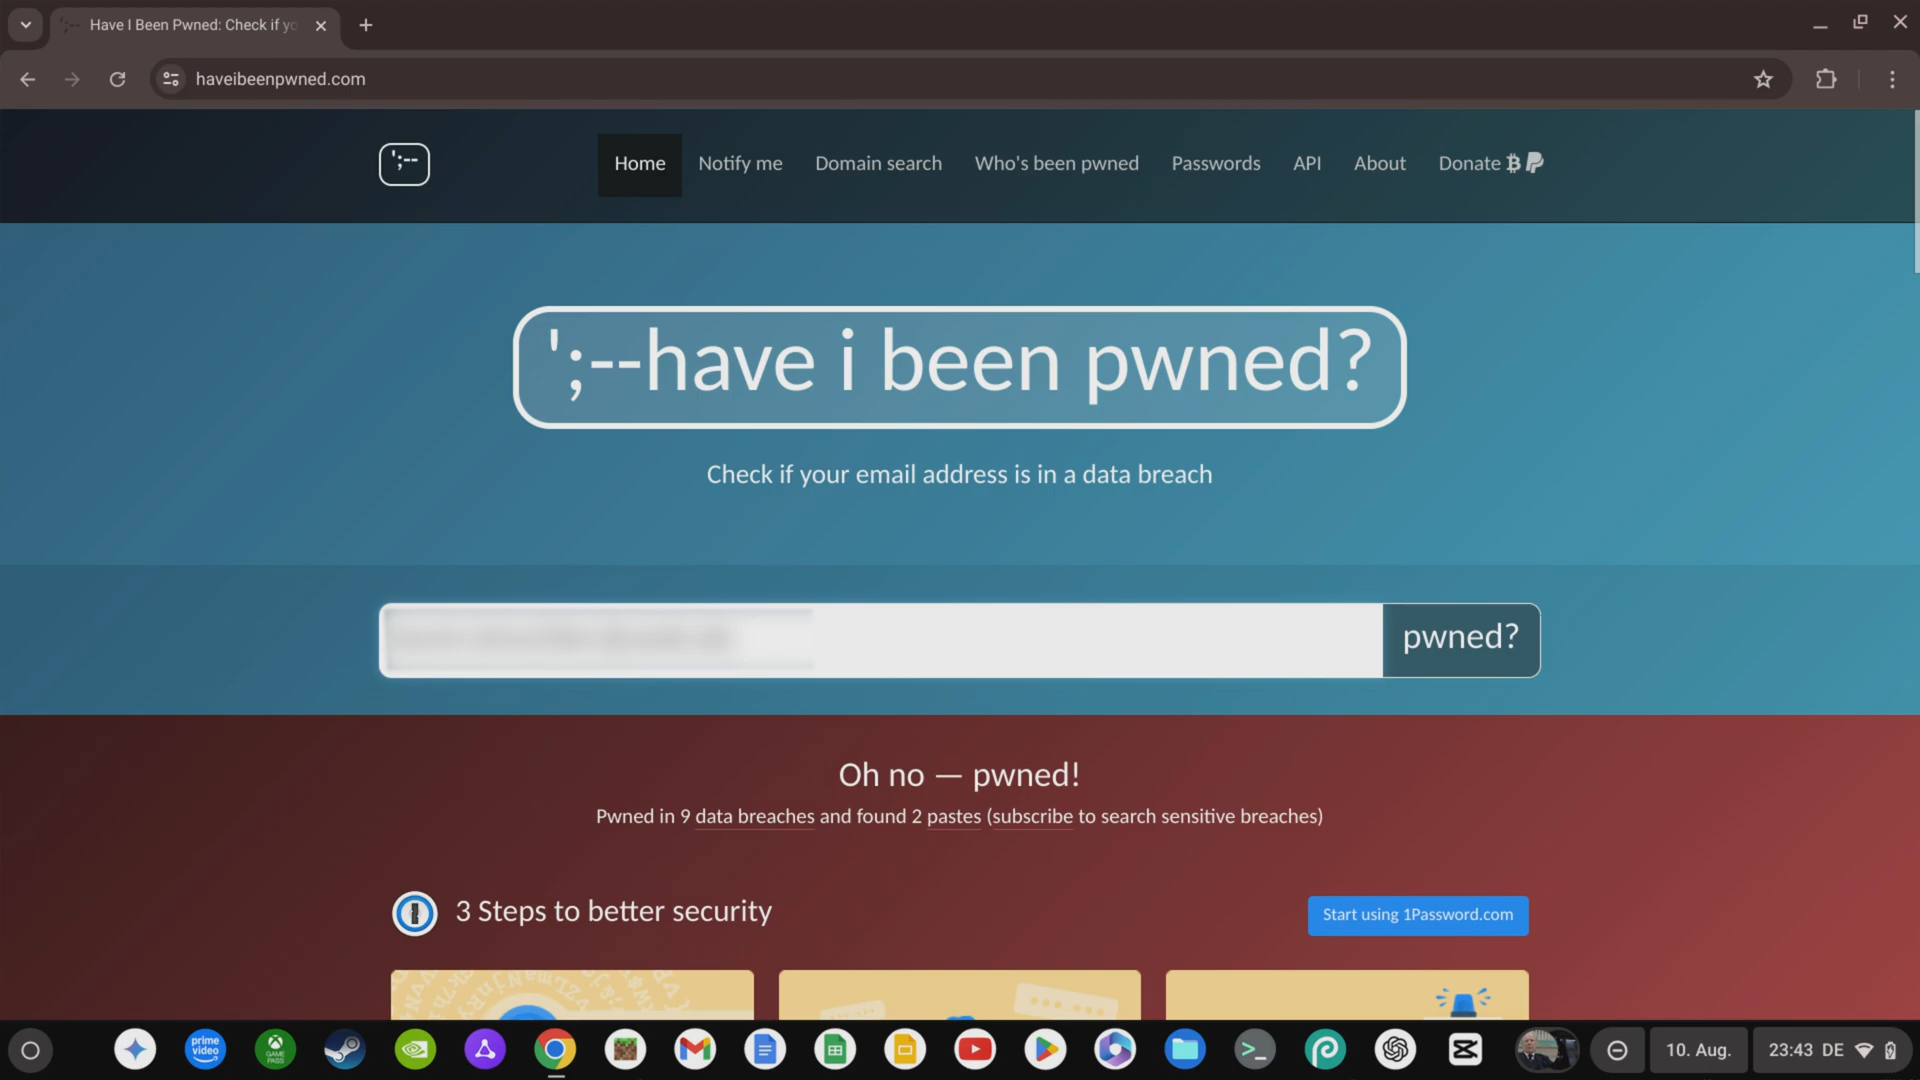 Have I Been Pwned: Check if yo
haveibeenpwned.com
';--
Home
Notify me
Domain search
Who's been pwned
Passwords
API
About
Donate
';--have i been pwned?
Check if your email address is in a data breach
pwned?
Oh no — pwned!
Pwned in 9 data breaches and found 2 pastes (subscribe to search sensitive breaches)
3 Steps to better security
Start using 1Password.com
prime
video
GAME
PASS
10. Aug.
23:43 DE